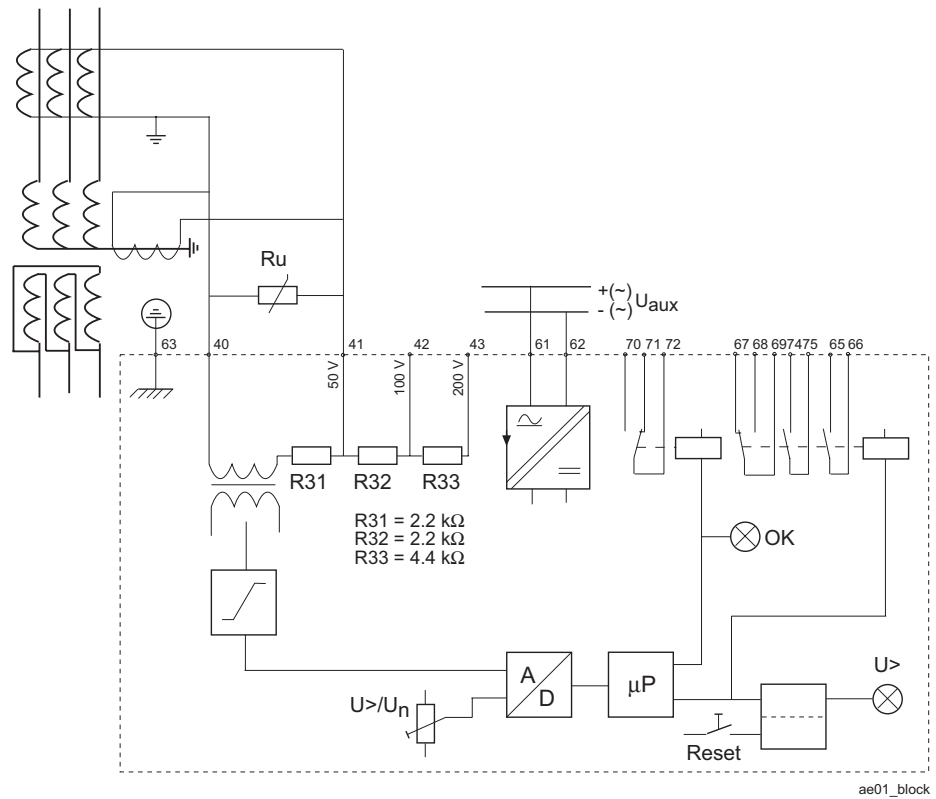 Ru
+(~)
- (~)
Uaux
63
40
41
42
43
61
62
70 71 72
67 68 69 74 75
65 66
50 V
100 V
200 V
R31
R32
R33
R31 = 2.2 kΩ
R32 = 2.2 kΩ
R33 = 4.4 kΩ
OK
U>/Un
A
D
μP
U>
Reset
ae01_block